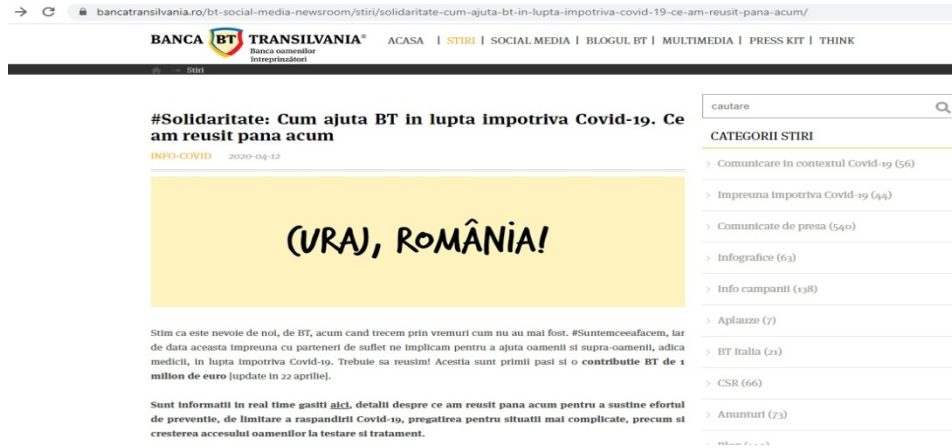 bancatransilvania.ro/bt-social-media-newsroom/stiri/solidaritate-cum-ajuta-bt-in-lupta-impotriva-covid-19-ce-am-reusit-pana-acum/
BANCA BT TRANSILVANIA®
Banca oamenilor
întreprinzători
ACASA | STIRI | SOCIAL MEDIA | BLOGUL BT | MULTIMEDIA | PRESS KIT | THINK
Stiri
#Solidaritate: Cum ajuta BT in lupta impotriva Covid-19. Ce
am reusit pana acum
INFO-COVID 2020-04-12
CURAJ, ROMÂNIA!
Stim ca este nevoie de noi, de BT, acum cand trecem prin vremuri cum nu au mai fost. #Suntemceeafacem, iar
de data aceasta impreuna cu parteneri de suflet ne implicam pentru a ajuta oamenii si supra-oamenii, adica
medicii, in lupta impotriva Covid-19. Trebuie sa reusim! Acestia sunt primii pasi si o contributie BT de 1
milion de euro [update in 22 aprilie].
Sunt informatii in real time gasiti aici, detalii despre ce am reusit pana acum pentru a sustine efortul
de preventie, de limitare a raspandirii Covid-19, pregatirea pentru situatii mai complicate, precum si
cresterea accesului oamenilor la testare si tratament.
cautare
CATEGORII STIRI
> Comunicare in contextul Covid-19 (56)
> Impreuna impotriva Covid-19 (44)
> Comunicate de presa (540)
> Infografice (63)
> Info campanii (138)
> Aplauze (7)
> BT Italia (21)
> CSR (66)
> Anunturi (73)